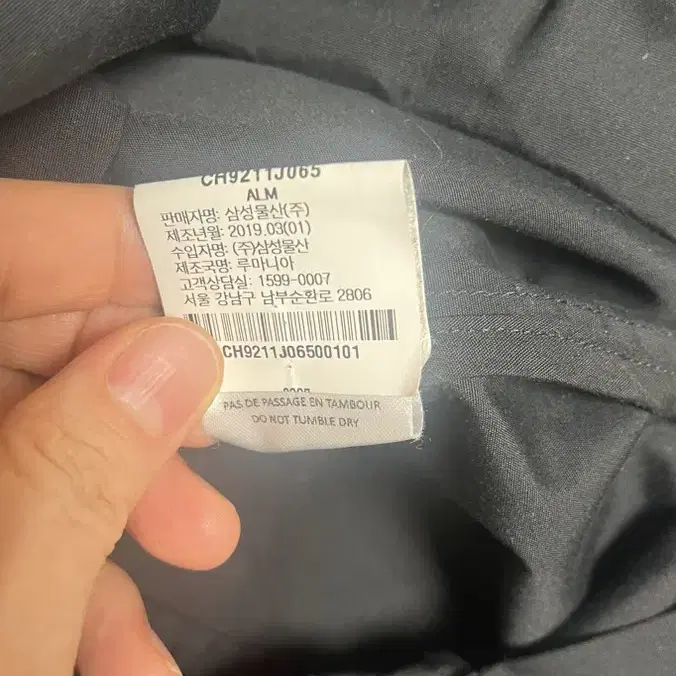 CH9211J065
ALM
판매자명: 삼성물산(주)
제조년월: 2019.03(01)
수입자명: (주)삼성물산
제조국명: 루마니아
고객상담실: 1599-0007
서울 강남구 남부순환로 2806
CH9211J06500101
PAS DE PASSAGE EN TAMBOUR
DO NOT TUMBLE DRY